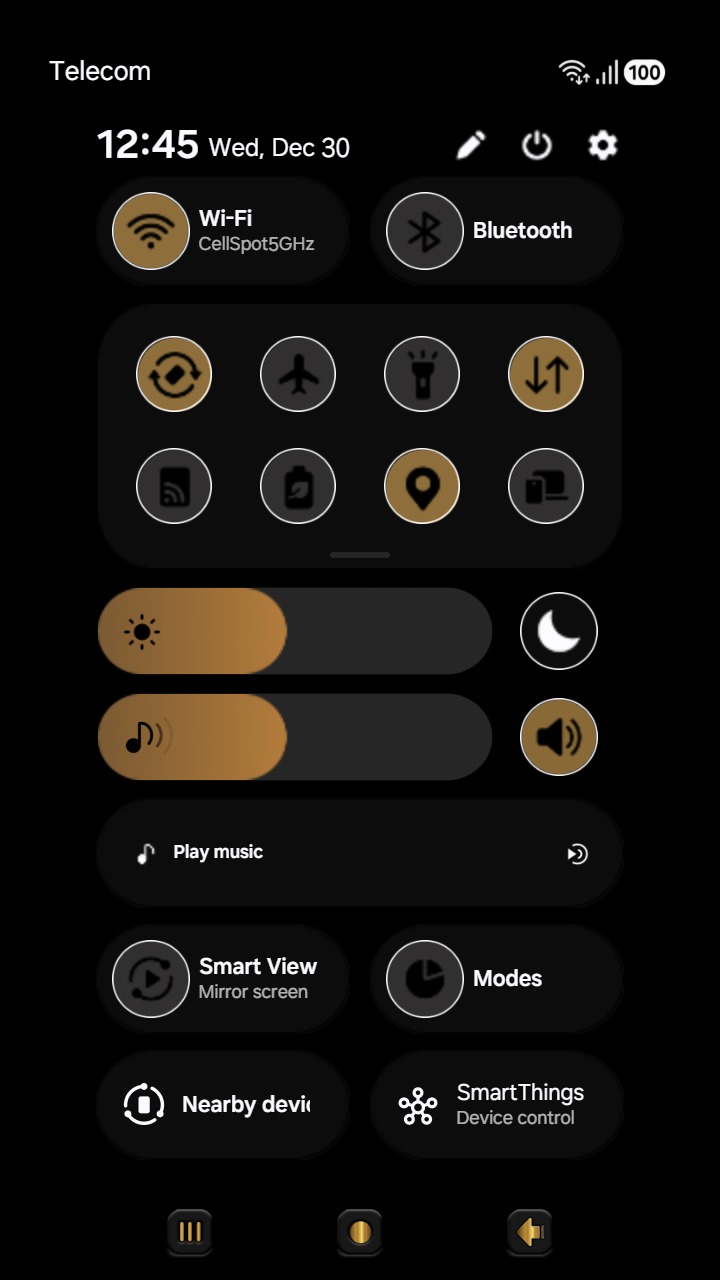 Telecom
100
12:45 Wed, Dec 30
Wi-Fi
CellSpot5GHz
Bluetooth
Play music
Smart View
Mirror screen
Modes
Nearby devi
SmartThings
Device control